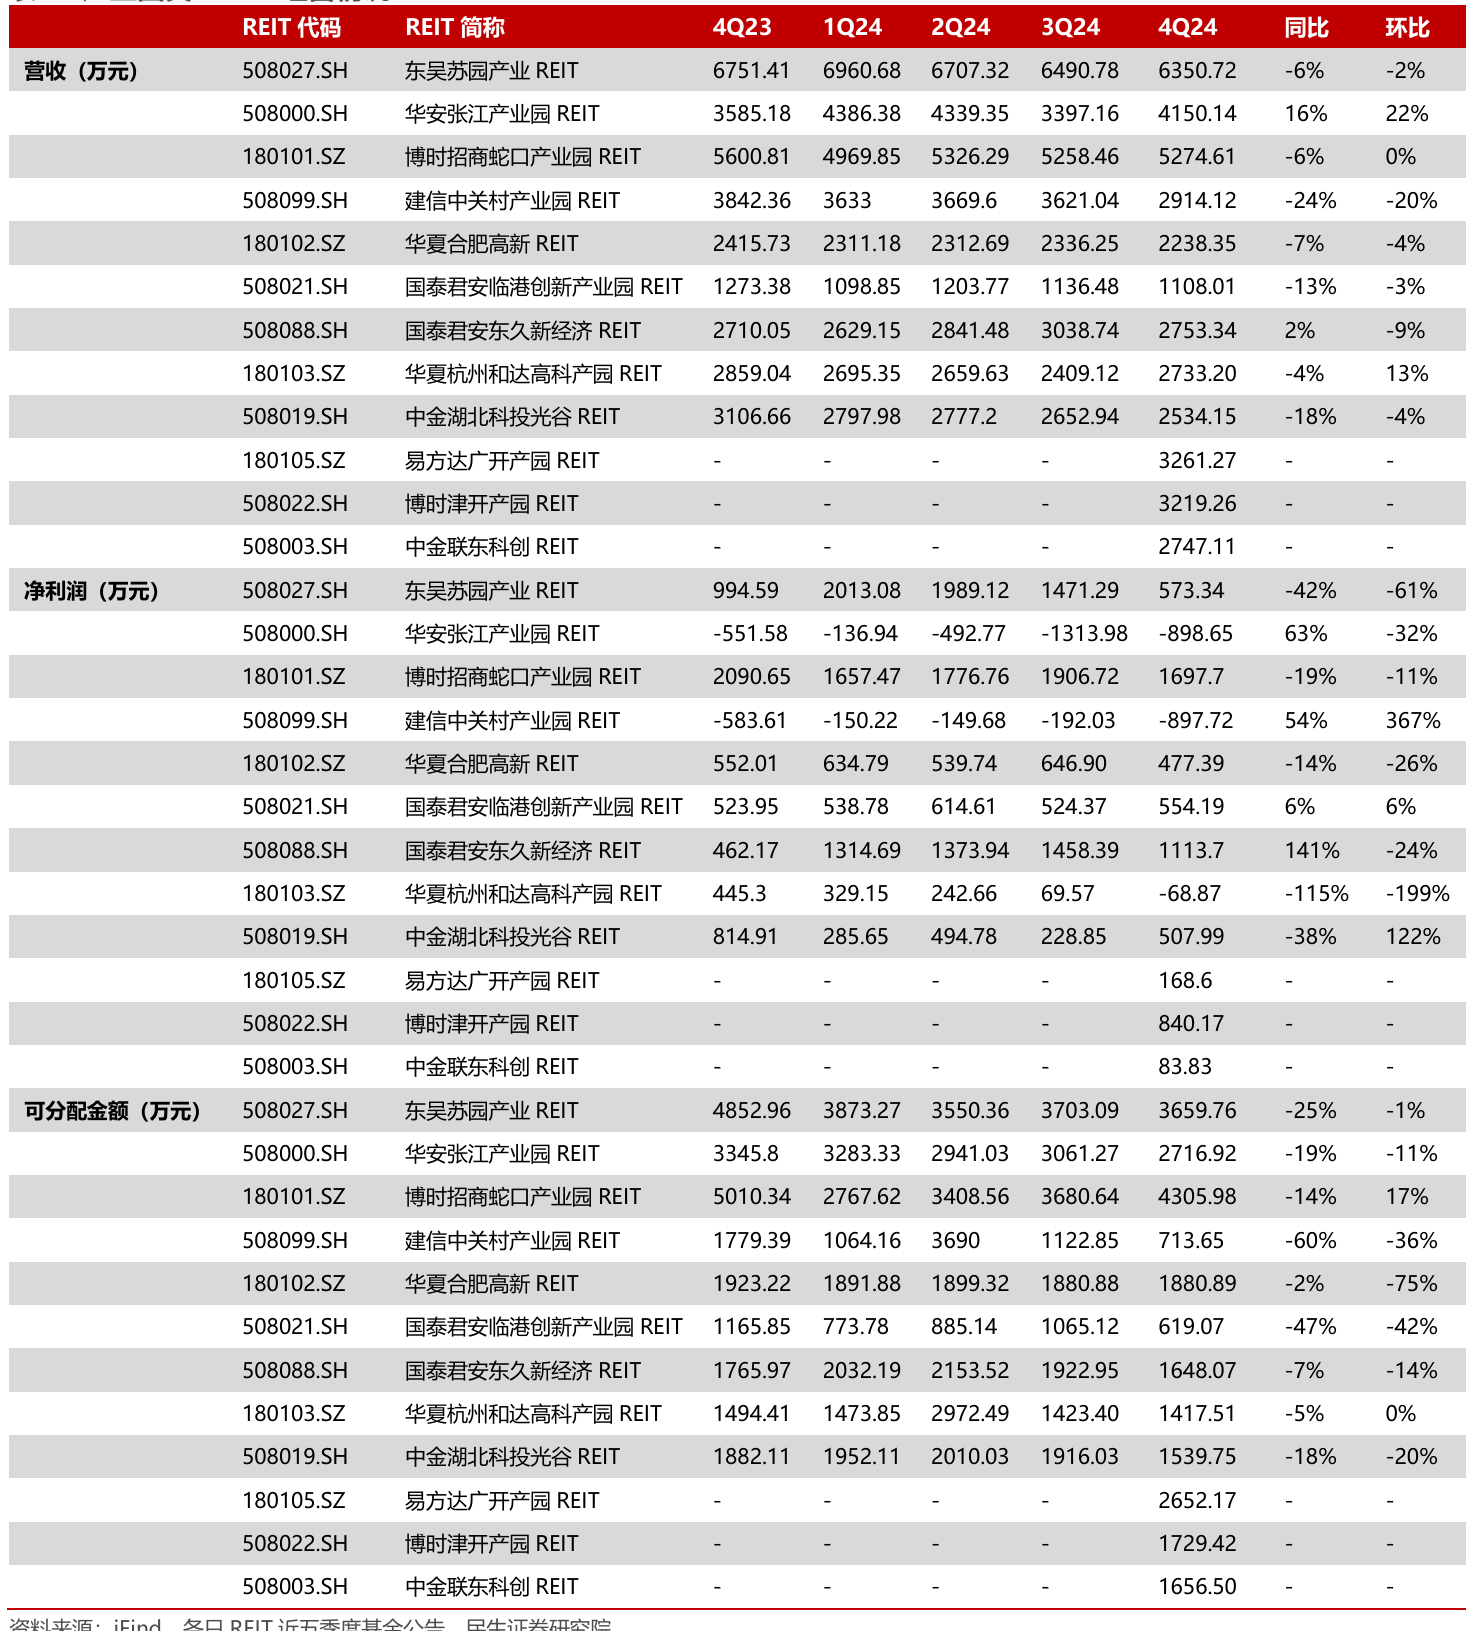 REIT 代码 REIT 简称 4Q23 1Q24 2Q24 3Q24 4Q24 同比 环比
营收（万元） 508027.SH 东吴苏园产业 REIT 6751.41 6960.68 6707.32 6490.78 6350.72 -6% -2%
508000.SH 华安张江产业园 REIT 3585.18 4386.38 4339.35 3397.16 4150.14 16% 22%
180101.SZ 博时招商蛇口产业园 REIT 5600.81 4969.85 5326.29 5258.46 5274.61 -6% 0%
508099.SH 建信中关村产业园 REIT 3842.36 3633 3669.6 3621.04 2914.12 -24% -20%
180102.SZ 华夏合肥高新 REIT 2415.73 2311.18 2312.69 2336.25 2238.35 -7% -4%
508021.SH 国泰君安临港创新产业园 REIT 1273.38 1098.85 1203.77 1136.48 1108.01 -13% -3%
508088.SH 国泰君安东久新经济 REIT 2710.05 2629.15 2841.48 3038.74 2753.34 2% -9%
180103.SZ 华夏杭州和达高科产园 REIT 2859.04 2695.35 2659.63 2409.12 2733.20 -4% 13%
508019.SH 中金湖北科投光谷 REIT 3106.66 2797.98 2777.2 2652.94 2534.15 -18% -4%
180105.SZ 易方达广开产园 REIT - - - - 3261.27 - -
508022.SH 博时津开产园 REIT - - - - 3219.26 - -
508003.SH 中金联东科创 REIT - - - - 2747.11 - -
净利润（万元） 508027.SH 东吴苏园产业 REIT 994.59 2013.08 1989.12 1471.29 573.34 -42% -61%
508000.SH 华安张江产业园 REIT -551.58 -136.94 -492.77 -1313.98 -898.65 63% -32%
180101.SZ 博时招商蛇口产业园 REIT 2090.65 1657.47 1776.76 1906.72 1697.7 -19% -11%
508099.SH 建信中关村产业园 REIT -583.61 -150.22 -149.68 -192.03 -897.72 54% 367%
180102.SZ 华夏合肥高新 REIT 552.01 634.79 539.74 646.90 477.39 -14% -26%
508021.SH 国泰君安临港创新产业园 REIT 523.95 538.78 614.61 524.37 554.19 6% 6%
508088.SH 国泰君安东久新经济 REIT 462.17 1314.69 1373.94 1458.39 1113.7 141% -24%
180103.SZ 华夏杭州和达高科产园 REIT 445.3 329.15 242.66 69.57 -68.87 -115% -199%
508019.SH 中金湖北科投光谷 REIT 814.91 285.65 494.78 228.85 507.99 -38% 122%
180105.SZ 易方达广开产园 REIT - - - - 168.6 - -
508022.SH 博时津开产园 REIT - - - - 840.17 - -
508003.SH 中金联东科创 REIT - - - - 83.83 - -
可分配金额（万元） 508027.SH 东吴苏园产业 REIT 4852.96 3873.27 3550.36 3703.09 3659.76 -25% -1%
508000.SH 华安张江产业园 REIT 3345.8 3283.33 2941.03 3061.27 2716.92 -19% -11%
180101.SZ 博时招商蛇口产业园 REIT 5010.34 2767.62 3408.56 3680.64 4305.98 -14% 17%
508099.SH 建信中关村产业园 REIT 1779.39 1064.16 3690 1122.85 713.65 -60% -36%
180102.SZ 华夏合肥高新 REIT 1923.22 1891.88 1899.32 1880.88 1880.89 -2% -75%
508021.SH 国泰君安临港创新产业园 REIT 1165.85 773.78 885.14 1065.12 619.07 -47% -42%
508088.SH 国泰君安东久新经济 REIT 1765.97 2032.19 2153.52 1922.95 1648.07 -7% -14%
180103.SZ 华夏杭州和达高科产园 REIT 1494.41 1473.85 2972.49 1423.40 1417.51 -5% 0%
508019.SH 中金湖北科投光谷 REIT 1882.11 1952.11 2010.03 1916.03 1539.75 -18% -20%
180105.SZ 易方达广开产园 REIT - - - - 2652.17 - -
508022.SH 博时津开产园 REIT - - - - 1729.42 - -
508003.SH 中金联东科创 REIT - - - - 1656.50 - -
资料来源：iFind，各只 REIT 近五季度基金公告，民生证券研究院